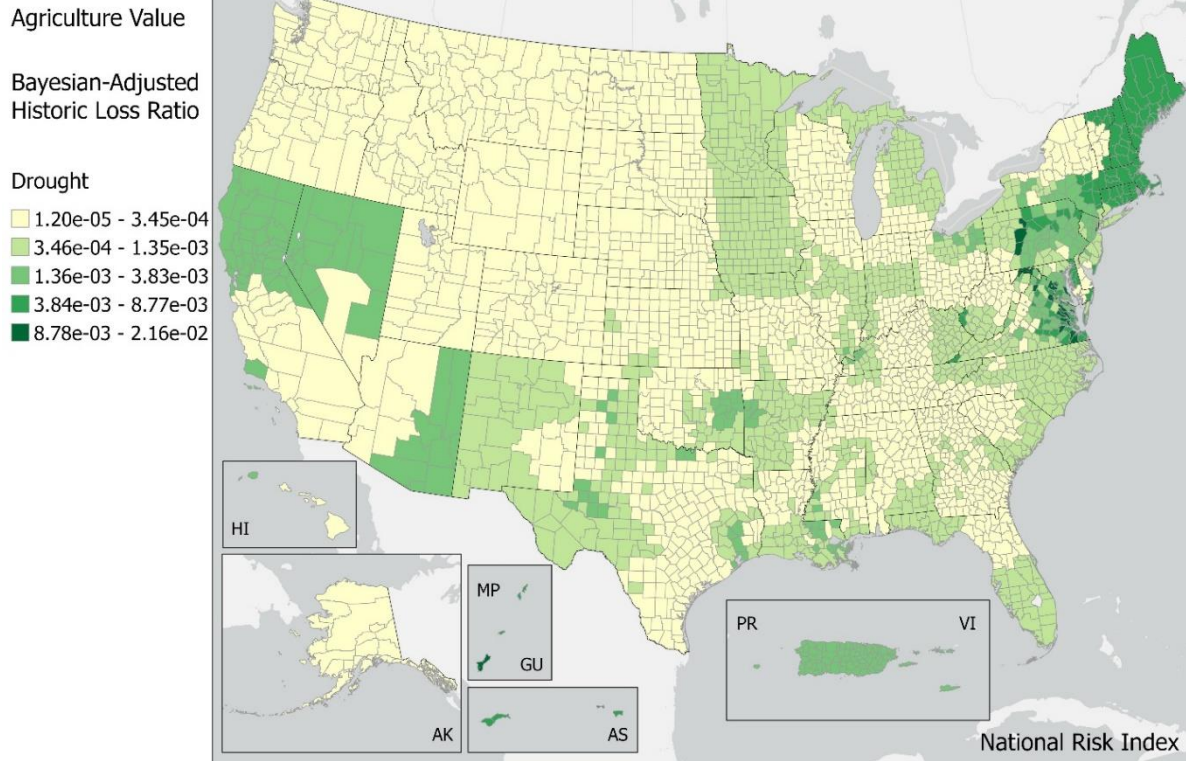 Agriculture Value
Bayesian-Adjusted
Historic Loss Ratio
Drought
1.20e-05 - 3.45e-04
3.46e-04 - 1.35e-03
1.36e-03 - 3.83e-03
3.84e-03 - 8.77e-03
8.78e-03 - 2.16e-02
HI
AK
MP
GU
AS
PR
VI
National Risk Index